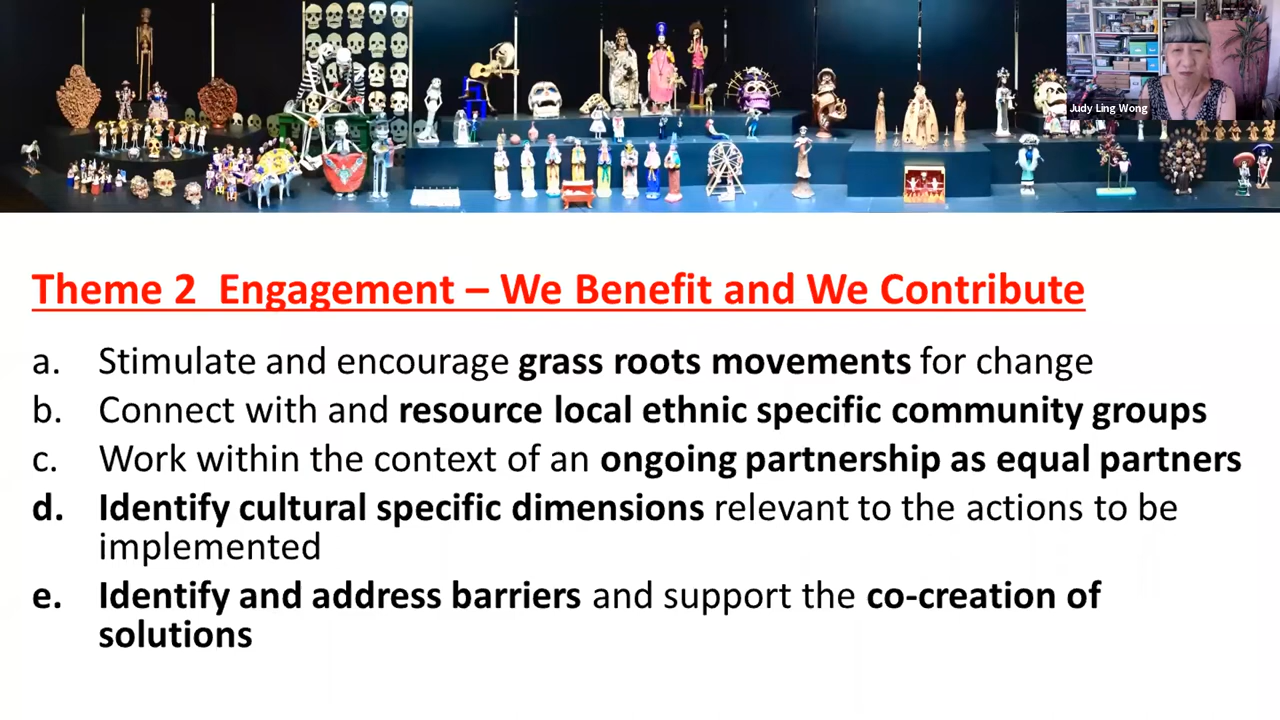 Judy Ling Wong
Theme 2 Engagement – We Benefit and We Contribute
a. Stimulate and encourage grass roots movements for change
b. Connect with and resource local ethnic specific community groups
c. Work within the context of an ongoing partnership as equal partners
d. Identify cultural specific dimensions relevant to the actions to be
implemented
e. Identify and address barriers and support the co-creation of
solutions